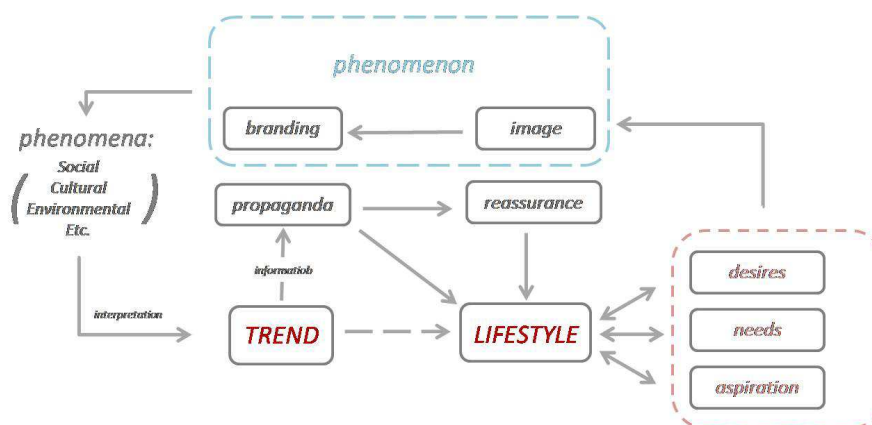 phenomenon
branding
image
phenomena:
Social
Cultural
Environmental
Etc.
propaganda
reassurance
informatiob
desires
interpretation
TREND
LIFESTYLE
needs
aspiration